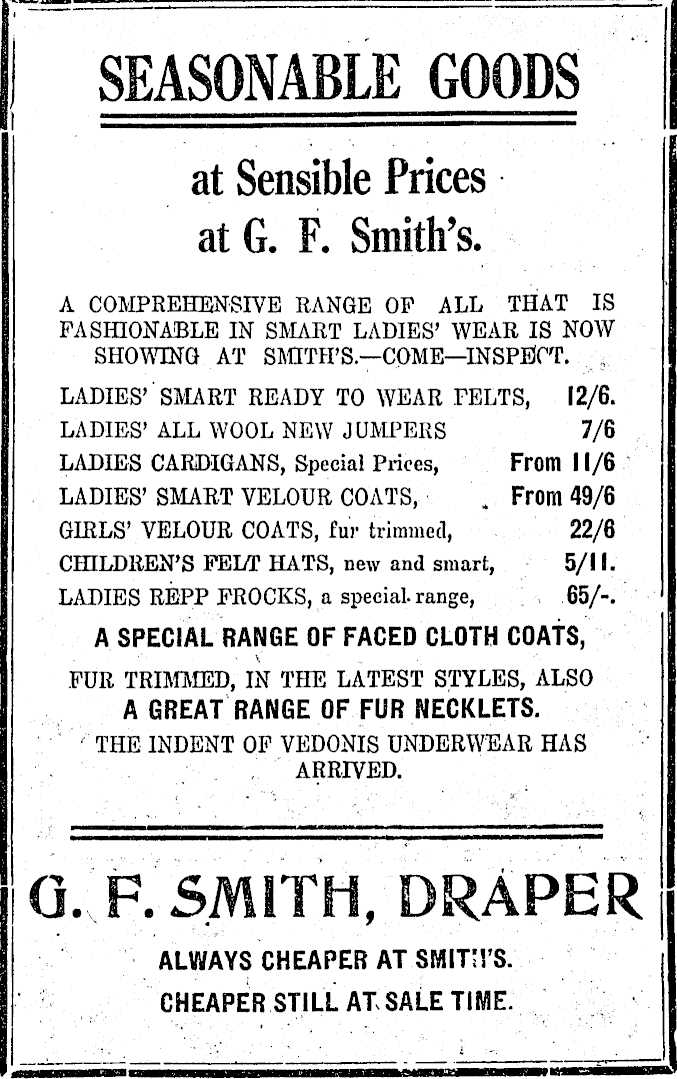 SEASONABLE GOODS
at Sensible Prices
at G. F. Smith's.
A COMPREHENSIVE RANGE OF ALL THAT IS
FASHIONABLE IN SMART LADIES' WEAR IS NOW
SHOWING AT SMITH'S.—COME—INSPECT.
LADIES' SMART READY TO WEAR FELTS, 12/6.
LADIES' ALL WOOL NEW JUMPERS 7/6
LADIES CARDIGANS, Special Prices, From 11/6
LADIES' SMART VELOUR COATS, From 49/6
GIRLS' VELOUR COATS, fur trimmed, 22/6
CHILDREN'S FELT HATS, new and smart, 5/11.
LADIES REPP FROCKS, a special range, 65/-.
A SPECIAL RANGE OF FACED CLOTH COATS,
FUR TRIMMED, IN THE LATEST STYLES, ALSO
A GREAT RANGE OF FUR NECKLETS.
THE INDENT OF VEDONIS UNDERWEAR HAS
ARRIVED.
G. F. SMITH, DRAPER
ALWAYS CHEAPER AT SMITH'S.
CHEAPER STILL AT SALE TIME.